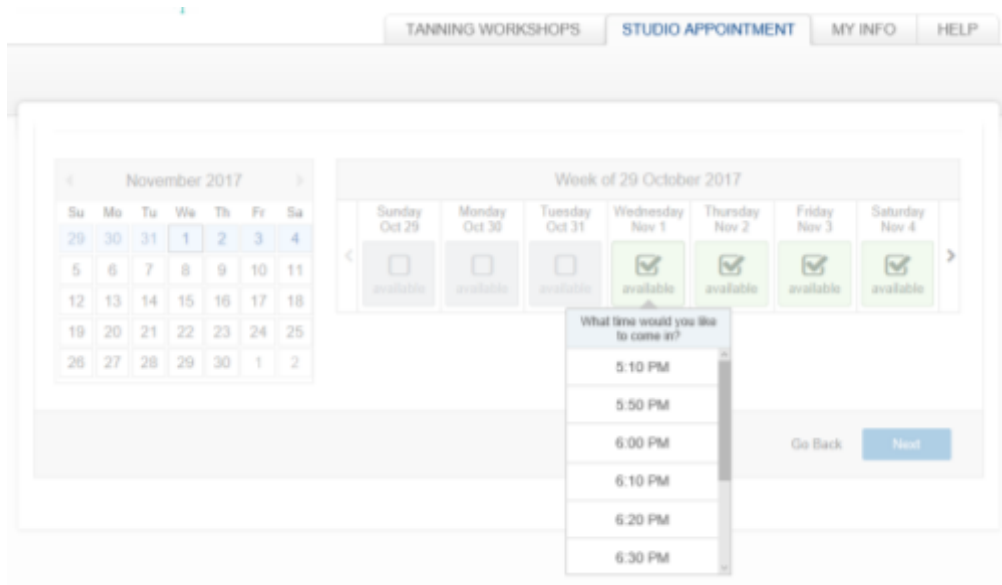 TANNING WORKSHOPS STUDIO APPOINTMENT MY INFO HELP
November 2017
Su Mo Tu We Th Fr Sa
29 30 31 1 2 3 4
5 6 7 8 9 10 11
12 13 14 15 16 17 18
19 20 21 22 23 24 25
26 27 28 29 30 1 2
Week of 29 October 2017
Sunday Monday Tuesday Wednesday Thursday Friday Saturday
Oct 29 Oct 30 Oct 31 Nov 1 Nov 2 Nov 3 Nov 4
available available available available available available available
What time would you like
to come in?
5:10 PM
5:50 PM
6:00 PM
6:10 PM
6:20 PM
6:30 PM
Go Back Next